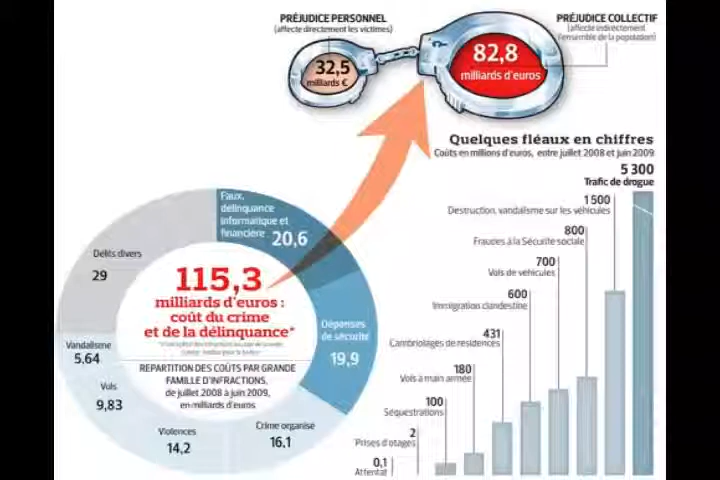 PRÉJUDICE PERSONNEL
(affecte directement les victimes)
32,5
milliards €
PRÉJUDICE COLLECTIF
(affecte indirectement
l'ensemble de la population)
82,8
milliards d'euros
Quelques fléaux en chiffres
Coûts en millions d'euros, entre juillet 2008 et juin 2009
5 300
Trafic de drogue
1 500
Destruction, vandalisme sur les véhicules
800
Fraudes à la Sécurité sociale
700
Vols de véhicules
600
Immigration clandestine
431
Cambriolages de résidences
180
Vols à main armée
100
Séquestrations
2
Prises d'otages
0,1
Attentat
Faux,
délinquance
informatique et
financière
20,6
Dépenses
de sécurité
19,9
Crime organisé
16,1
Violences
14,2
Vols
9,83
Vandalisme
5,64
Délits divers
29
115,3
milliards d'euros :
coût du crime
et de la délinquance*
RÉPARTITION DES COÛTS PAR GRANDE
FAMILLE D'INFRACTIONS,
de juillet 2008 à juin 2009,
en milliards d'euros